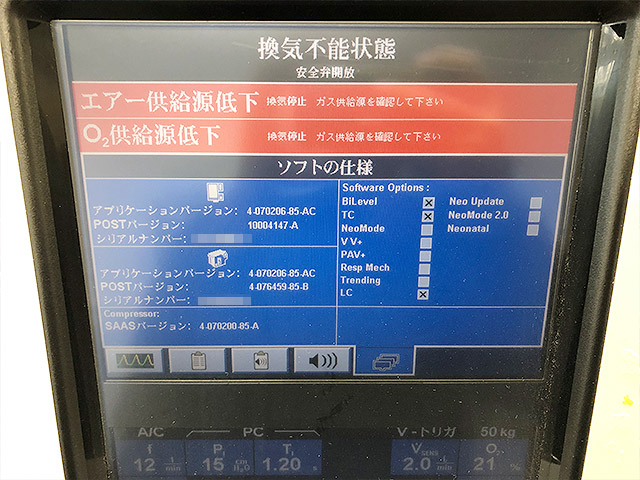 換気不能状態
安全弁開放
エアー供給源低下 換気停止 ガス供給源を確認して下さい
O₂供給源低下 換気停止 ガス供給源を確認して下さい
ソフトの仕様
アプリケーションバージョン: 4-070206-85-AC
POSTバージョン: 10004147-A
シリアルナンバー:
アプリケーションバージョン: 4-070206-85-AC
POSTバージョン: 4-076459-85-B
シリアルナンバー:
Compressor:
SAASバージョン: 4-070200-85-A
Software Options :
BiLevel Neo Update
TC NeoMode 2.0
NeoMode Neonatal
V V+
PAV+
Resp Mech
Trending
LC
A/C PC V-トリガ 50 kg
f PI TI VSENS O₂
12 1/min 15 cmH₂O 1.20 s 2.0 L/min 21 %